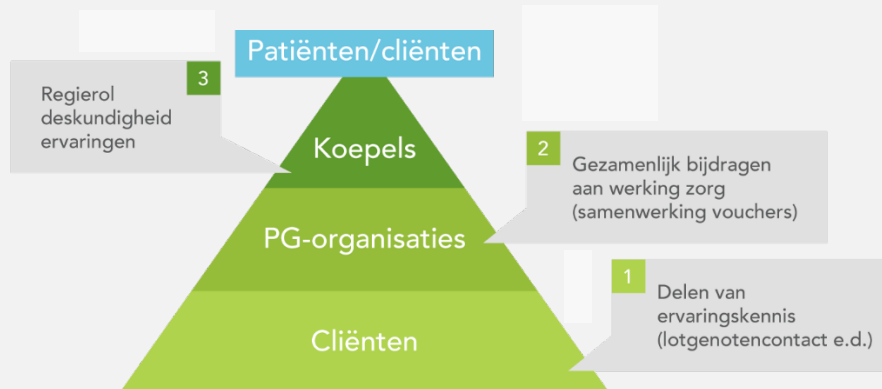 Patiënten/cliënten
3
Regierol
deskundigheid
ervaringen
Koepels
2
Gezamenlijk bijdragen
aan werking zorg
(samenwerking vouchers)
PG-organisaties
1
Delen van
ervaringskennis
(lotgenotencontact e.d.)
Cliënten